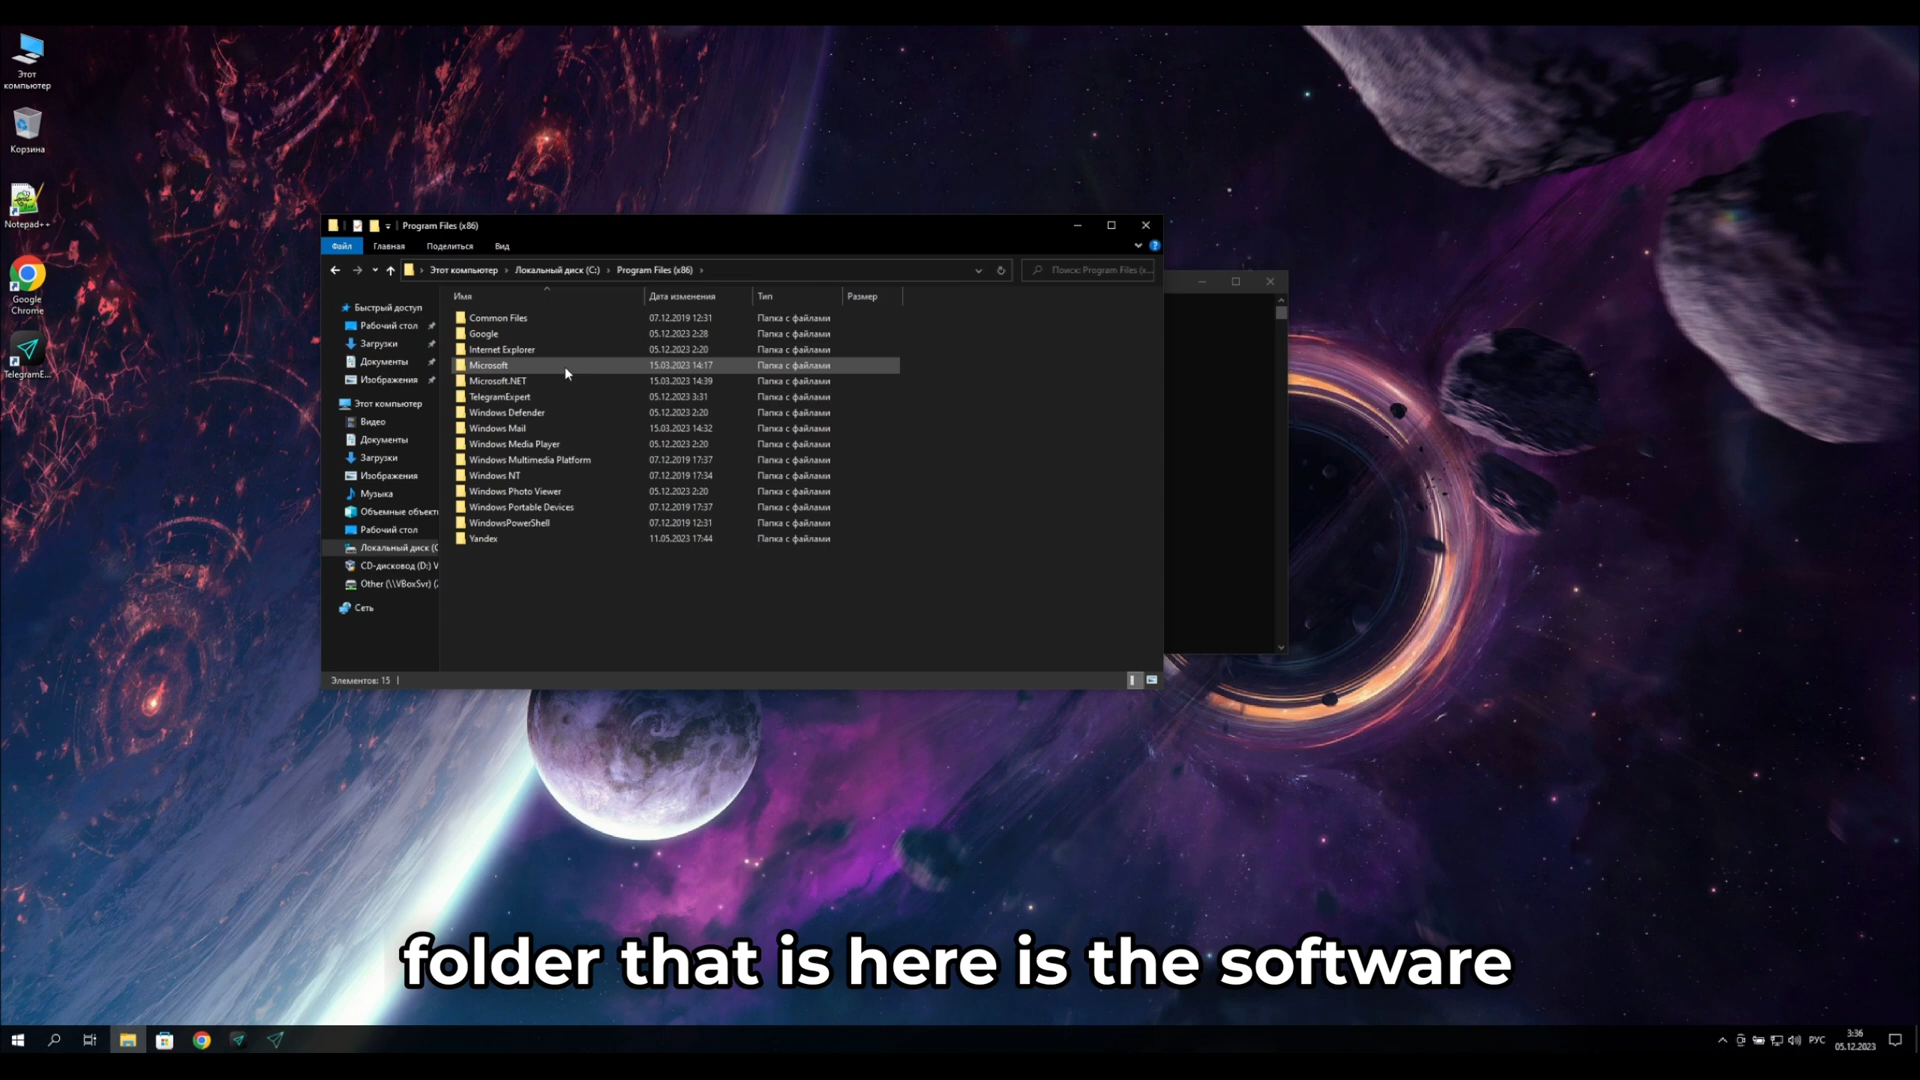 Этот
компьютер
Корзина
Notepad++
Google
Chrome
TelegramE...
Program Files (x86)
Файл Главная Поделиться Вид
Этот компьютер › Локальный диск (C:) › Program Files (x86) ›
Поиск: Program Files (x...
Имя Дата изменения Тип Размер
Быстрый доступ
Рабочий стол
Загрузки
Документы
Изображения
Этот компьютер
Видео
Документы
Загрузки
Изображения
Музыка
Объемные объект
Рабочий стол
Локальный диск (C
CD-дисковод (D:) V
Other (\\VBoxSvr) (
Сеть
Common Files 07.12.2019 12:31 Папка с файлами
Google 05.12.2023 2:28 Папка с файлами
Internet Explorer 05.12.2023 2:20 Папка с файлами
Microsoft 15.03.2023 14:17 Папка с файлами
Microsoft.NET 15.03.2023 14:39 Папка с файлами
TelegramExpert 05.12.2023 3:31 Папка с файлами
Windows Defender 05.12.2023 2:20 Папка с файлами
Windows Mail 15.03.2023 14:32 Папка с файлами
Windows Media Player 05.12.2023 2:20 Папка с файлами
Windows Multimedia Platform 07.12.2019 17:37 Папка с файлами
Windows NT 07.12.2019 17:34 Папка с файлами
Windows Photo Viewer 05.12.2023 2:20 Папка с файлами
Windows Portable Devices 07.12.2019 17:37 Папка с файлами
WindowsPowerShell 07.12.2019 12:31 Папка с файлами
Yandex 11.05.2023 17:44 Папка с файлами
Элементов: 15
folder that is here is the software
РУС
3:36
05.12.2023